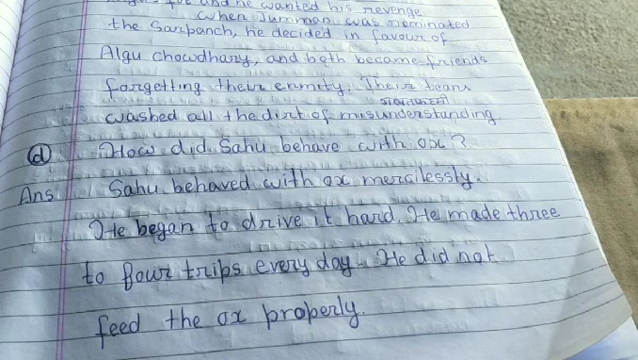 foe and he wanted his revenge
When Jumman was nominated
the Sarpanch, he decided in favour of
Algu chowdhary, and both became friends
forgetting their enmity. Their tears
washed all the dirt of misunderstanding.
(d) How did Sahu behave with ox?
Ans Sahu behaved with ox mercilessly.
He began to drive it hard. He made three
to four trips every day. He did not
feed the ox properly.